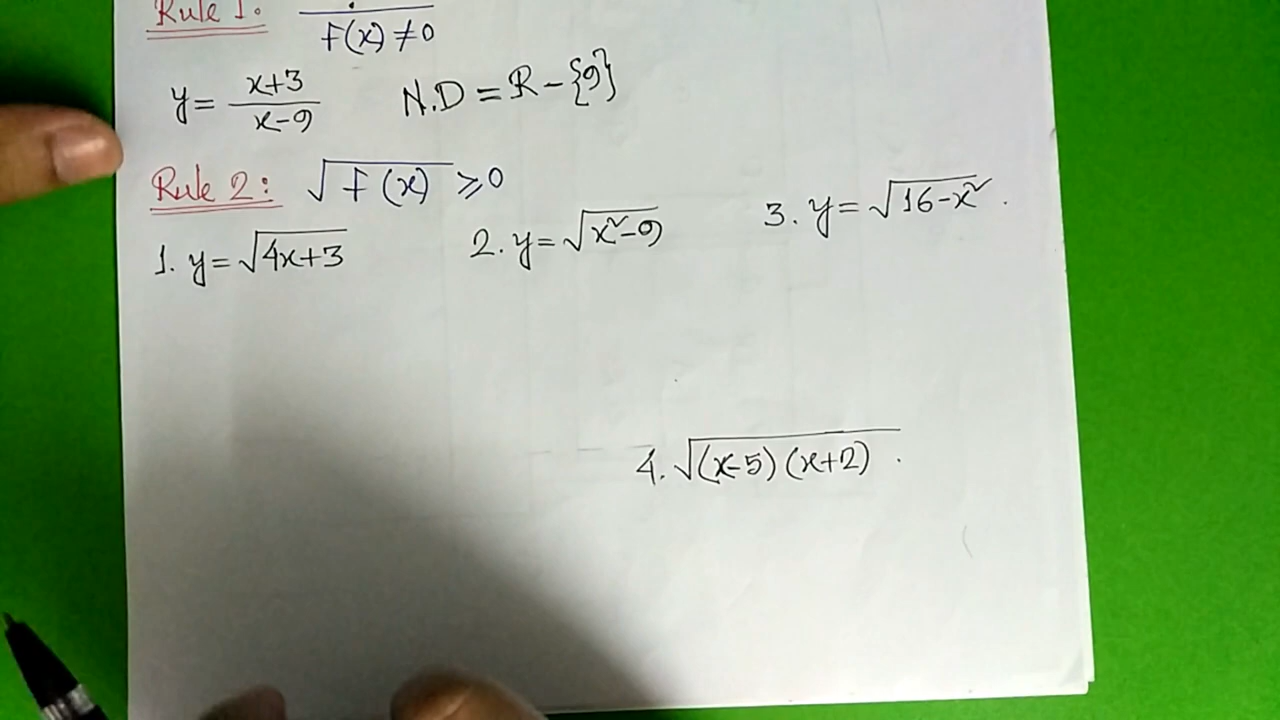 Rule 1:
F(x) ≠ 0
y = x+3 / x-9 N.D = R - {9}
Rule 2: √F(x) ≥ 0
1. y = √4x+3 2. y = √x²-9 3. y = √16-x² .
4. √(x-5)(x+2) .